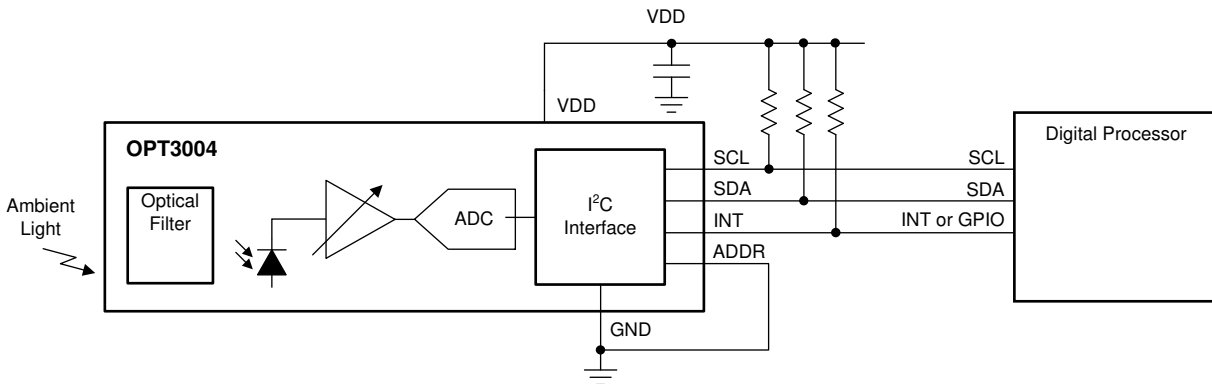 VDD
VDD
OPT3004
Digital Processor
SCL
SCL
Optical
Filter
SDA
SDA
Ambient
Light
ADC
I²C
Interface
INT
INT or GPIO
ADDR
GND